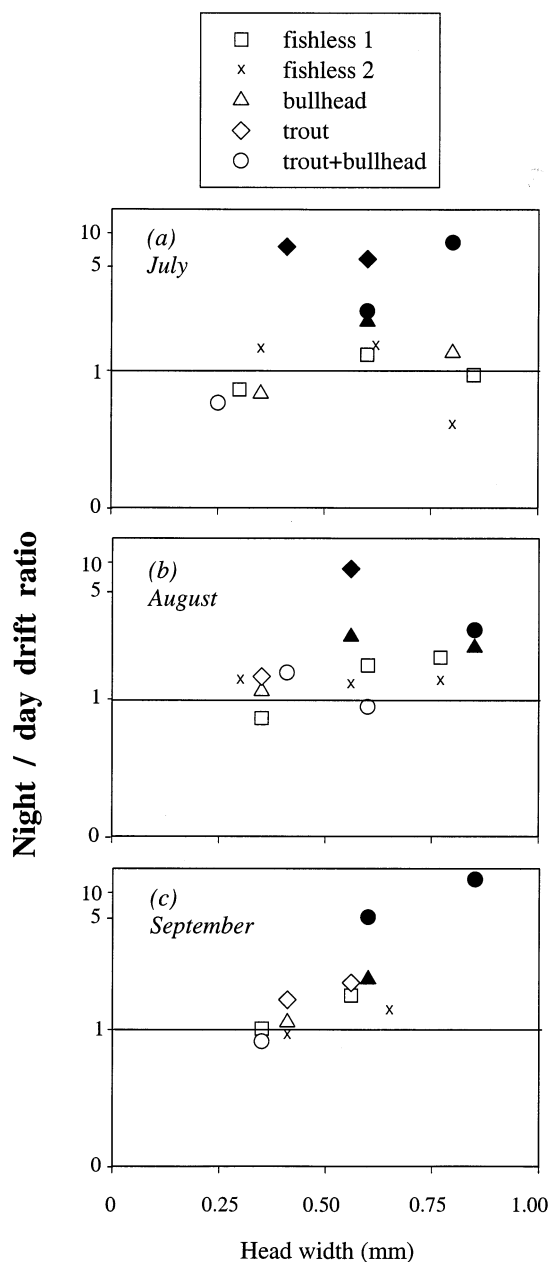 fishless 1
x fishless 2
bullhead
trout
trout+bullhead
Night / day drift ratio
(a)
July
10
5
1
0
(b)
August
10
5
1
0
(c)
September
10
5
1
0
0 0.25 0.50 0.75 1.00
Head width (mm)